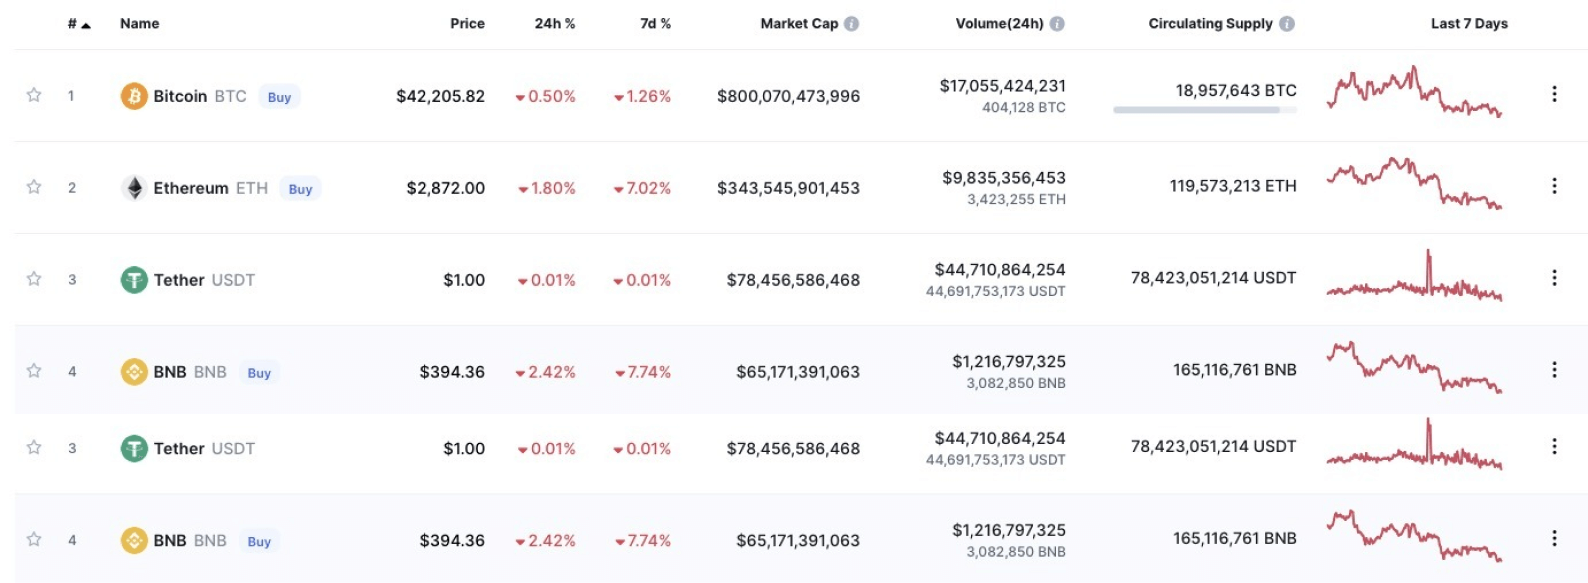 # Name Price 24h % 7d % Market Cap Volume(24h) Circulating Supply Last 7 Days
1 Bitcoin BTC Buy $42,205.82 0.50% 1.26% $800,070,473,996 $17,055,424,231 18,957,643 BTC
404,128 BTC
2 Ethereum ETH Buy $2,872.00 1.80% 7.02% $343,545,901,453 $9,835,356,453 119,573,213 ETH
3,423,255 ETH
3 Tether USDT $1.00 0.01% 0.01% $78,456,586,468 $44,710,864,254 78,423,051,214 USDT
44,691,753,173 USDT
4 BNB BNB Buy $394.36 2.42% 7.74% $65,171,391,063 $1,216,797,325 165,116,761 BNB
3,082,850 BNB
3 Tether USDT $1.00 0.01% 0.01% $78,456,586,468 $44,710,864,254 78,423,051,214 USDT
44,691,753,173 USDT
4 BNB BNB Buy $394.36 2.42% 7.74% $65,171,391,063 $1,216,797,325 165,116,761 BNB
3,082,850 BNB